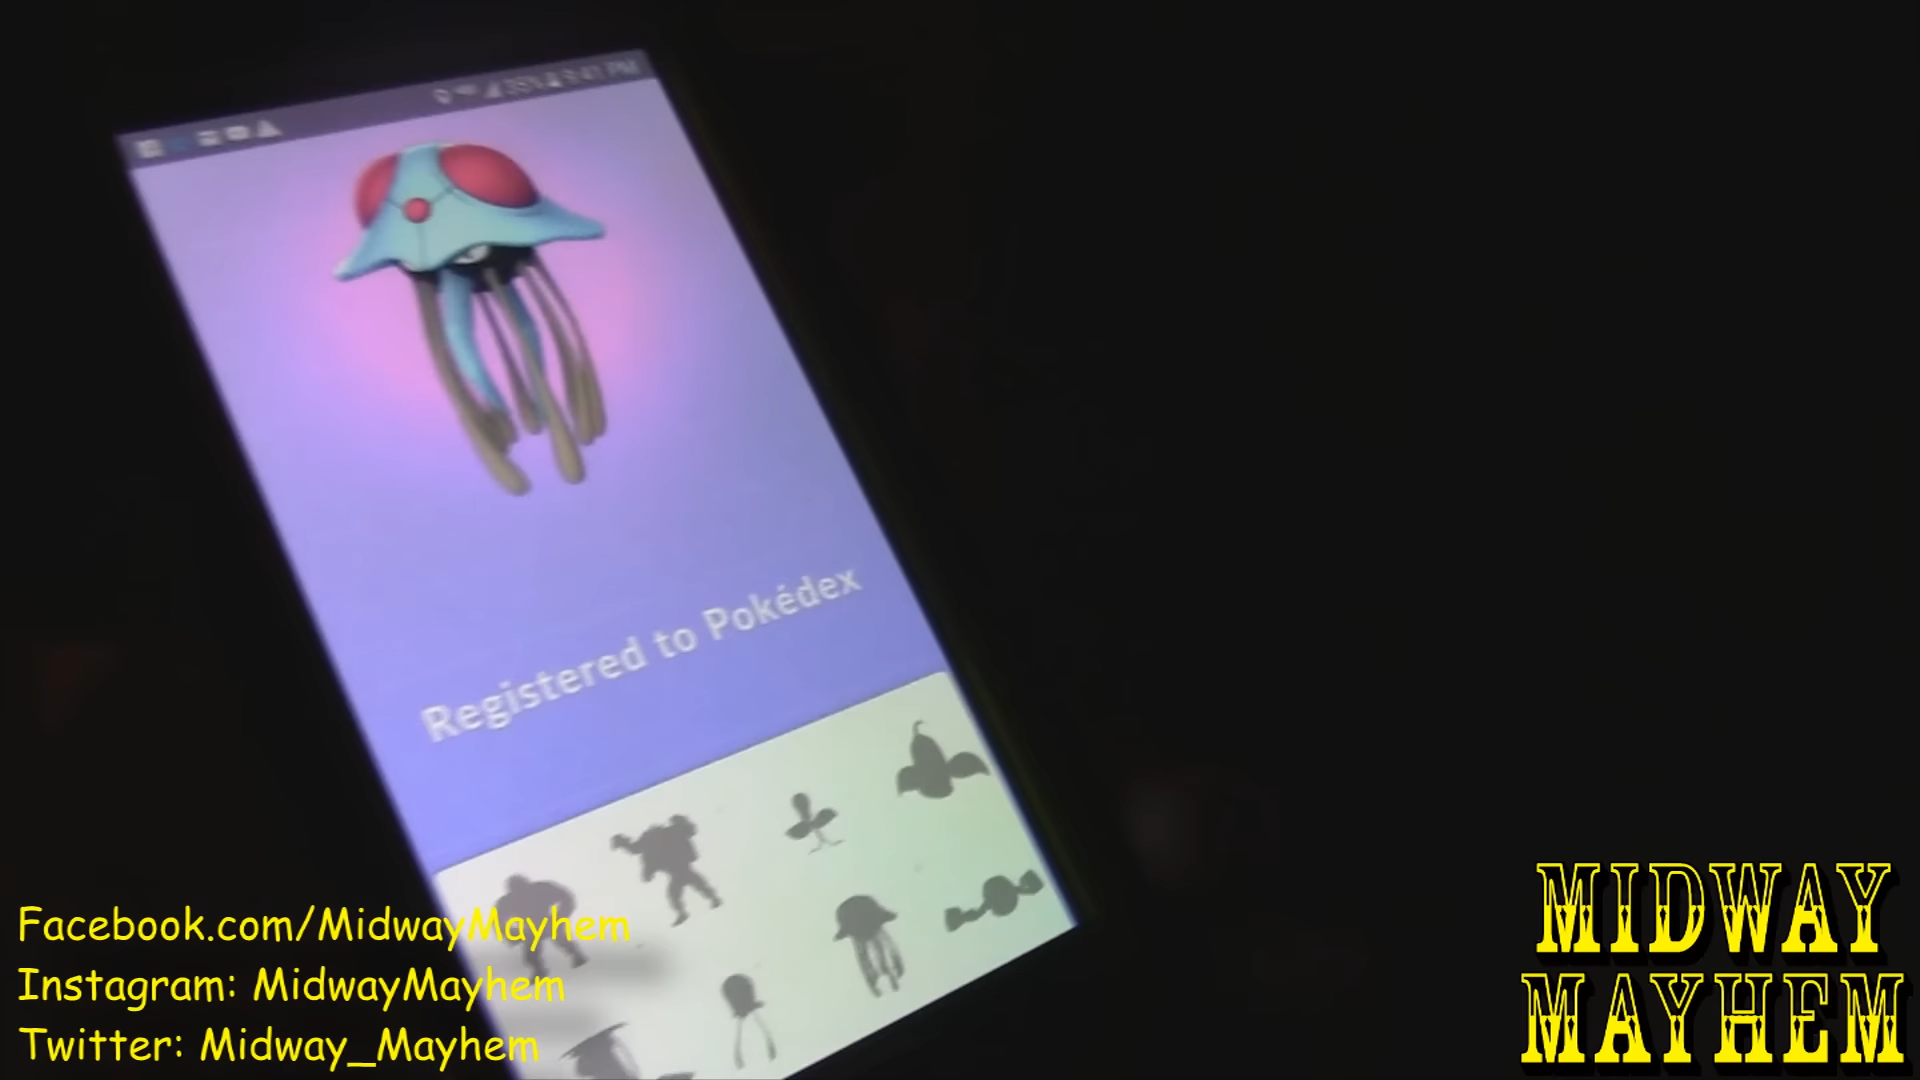 Registered to Pokédex
Facebook.com/MidwayMayhem
Instagram: MidwayMayhem
Twitter: Midway_Mayhem
MIDWAY
MAYHEM